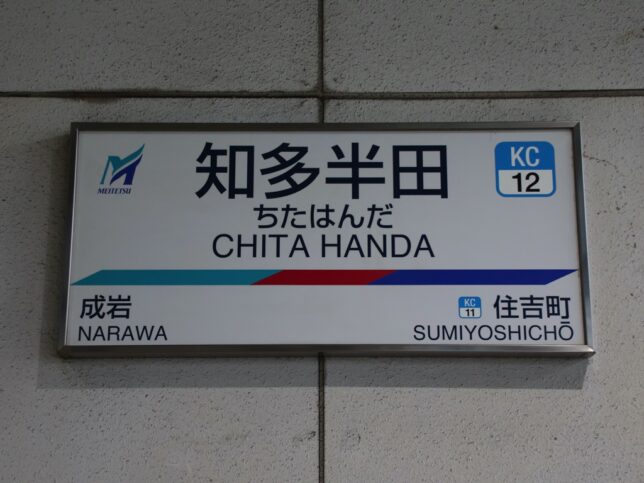 MEITETSU
知多半田
ちたはんだ
CHITA HANDA
KC
12
成岩
NARAWA
KC
11
住吉町
SUMIYOSHICHŌ